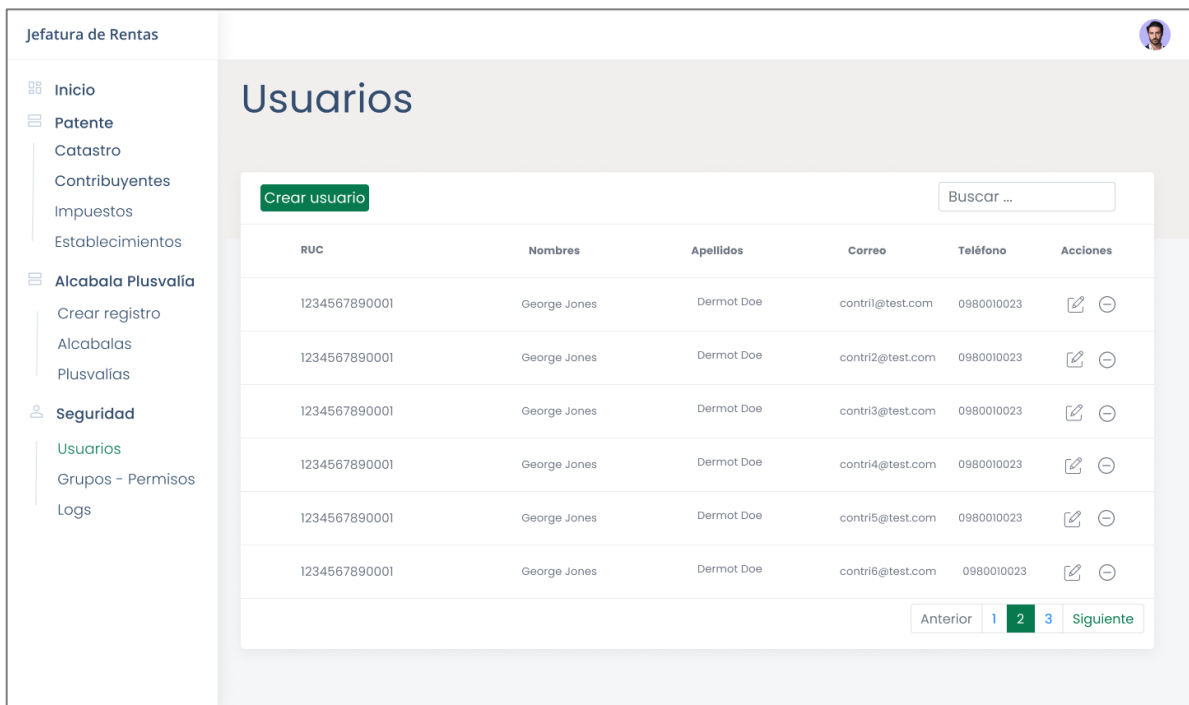 Jefatura de Rentas
Inicio
Patente
Catastro
Contribuyentes
Impuestos
Establecimientos
Alcabala Plusvalía
Crear registro
Alcabalas
Plusvalías
Seguridad
Usuarios
Grupos - Permisos
Logs
Usuarios
Crear usuario
Buscar ...
RUC Nombres Apellidos Correo Teléfono Acciones
1234567890001 George Jones Dermot Doe contri1@test.com 0980010023
1234567890001 George Jones Dermot Doe contri2@test.com 0980010023
1234567890001 George Jones Dermot Doe contri3@test.com 0980010023
1234567890001 George Jones Dermot Doe contri4@test.com 0980010023
1234567890001 George Jones Dermot Doe contri5@test.com 0980010023
1234567890001 George Jones Dermot Doe contri6@test.com 0980010023
Anterior 1 2 3 Siguiente